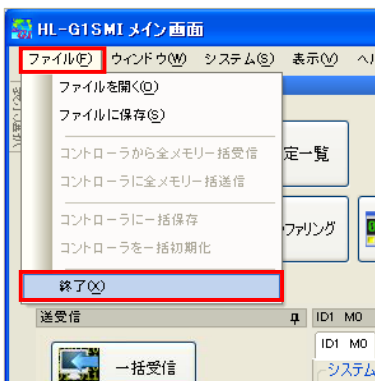 HL-G1SMI メイン画面
ファイル(F) ウィンドウ(W) システム(S) 表示(V) ヘル
ファイルを開く(O)
ファイルに保存(S)
コントローラから全メモリー括受信
コントローラに全メモリー括送信
定一覧
コントローラに一括保存
コントローラを一括初期化
ファリング
終了(X)
送受信
ID1 M0
ID1 M0
一括受信
システム